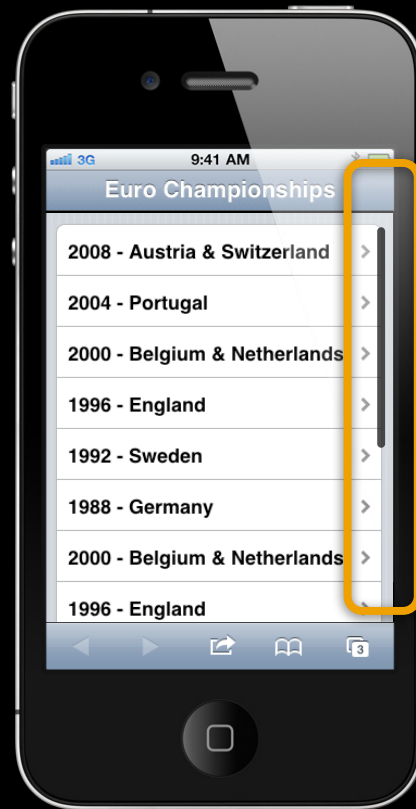 3G 9:41 AM
Euro Championships
2008 - Austria & Switzerland
2004 - Portugal
2000 - Belgium & Netherlands
1996 - England
1992 - Sweden
1988 - Germany
2000 - Belgium & Netherlands
1996 - England
3